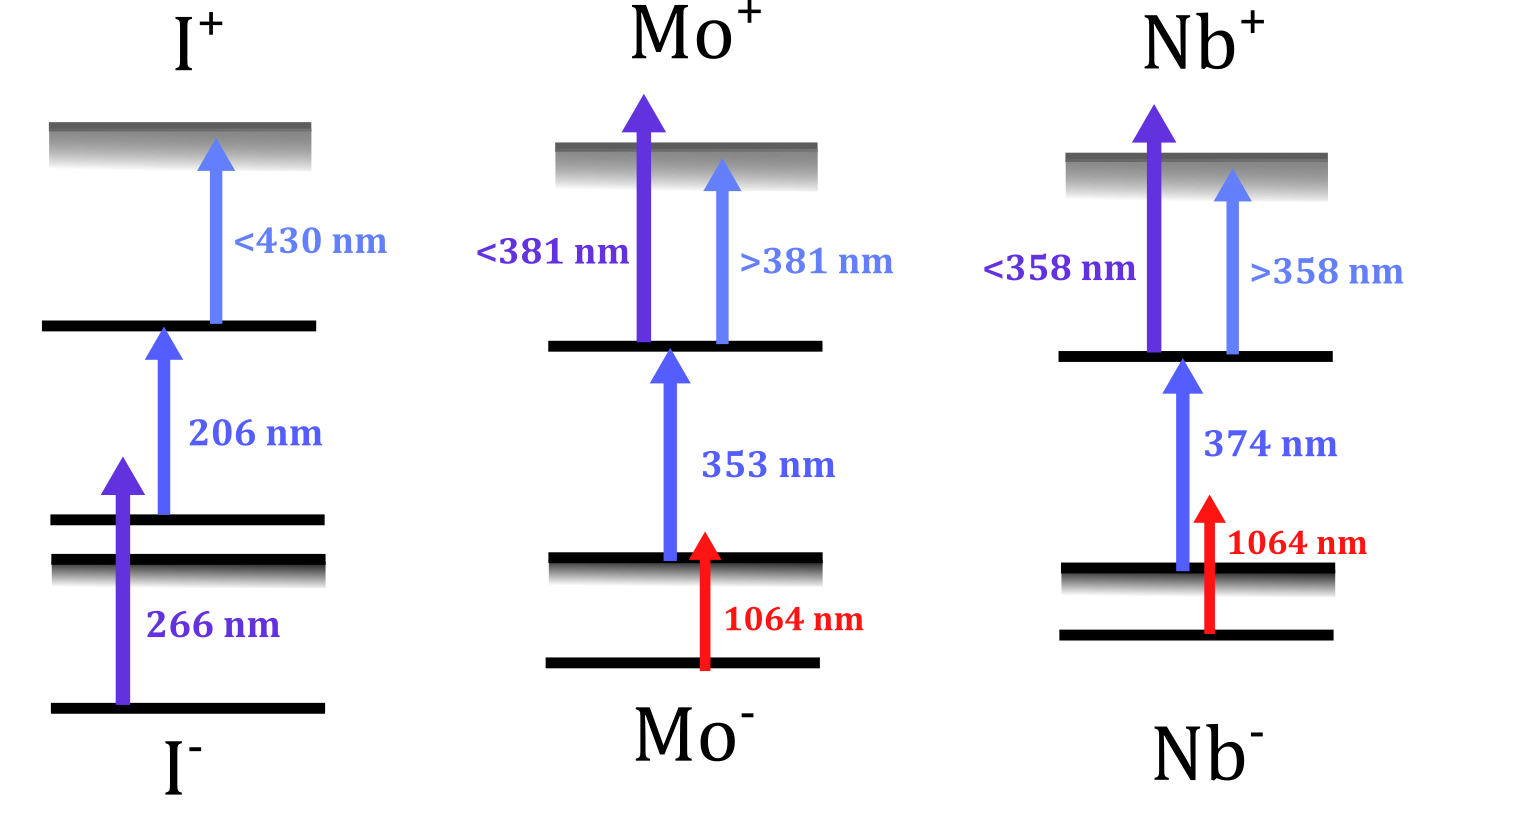 I⁺
<430 nm
206 nm
266 nm
I⁻
Mo⁺
<381 nm
>381 nm
353 nm
1064 nm
Mo⁻
Nb⁺
<358 nm
>358 nm
374 nm
1064 nm
Nb⁻